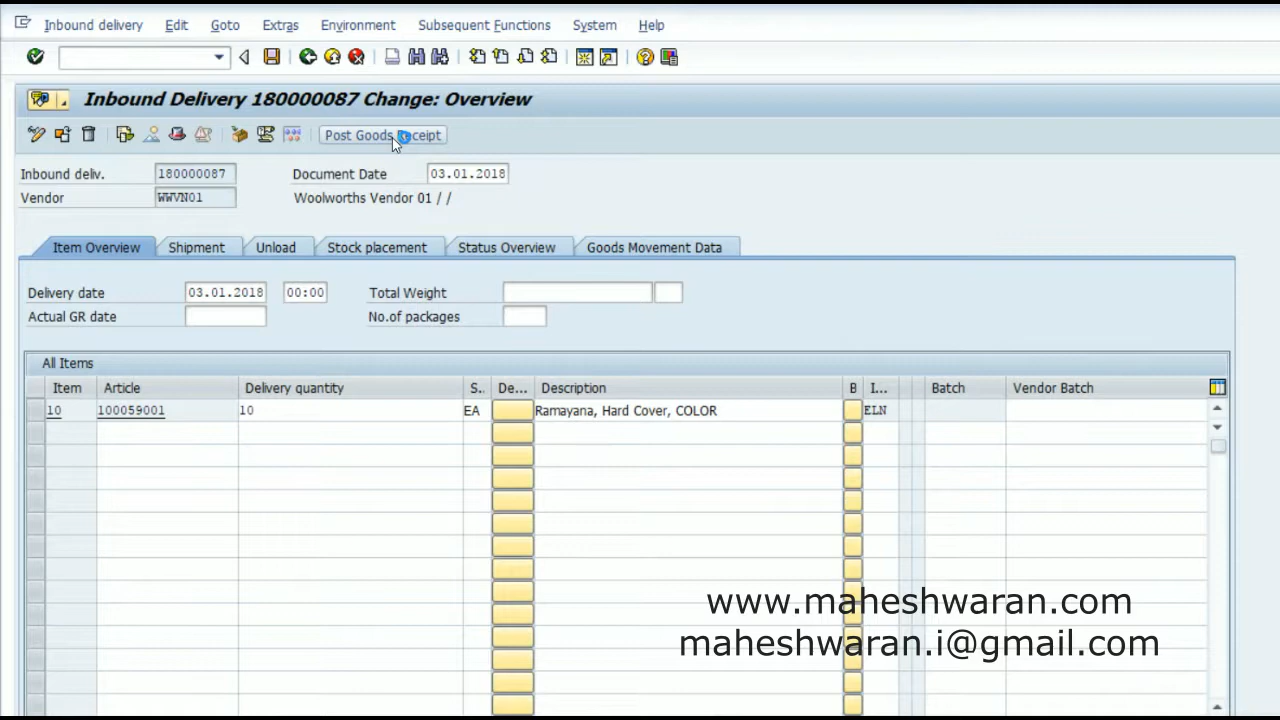 Inbound delivery Edit Goto Extras Environment Subsequent Functions System Help
Inbound Delivery 180000087 Change: Overview
Post Goods Receipt
Inbound deliv. 180000087 Document Date 03.01.2018
Vendor WWVN01 Woolworths Vendor 01 / /
Item Overview Shipment Unload Stock placement Status Overview Goods Movement Data
Delivery date 03.01.2018 00:00 Total Weight
Actual GR date No.of packages
All Items
Item Article Delivery quantity S.. De... Description B I... Batch Vendor Batch
10 100059001 10 EA Ramayana, Hard Cover, COLOR ELN
www.maheshwaran.com
maheshwaran.i@gmail.com